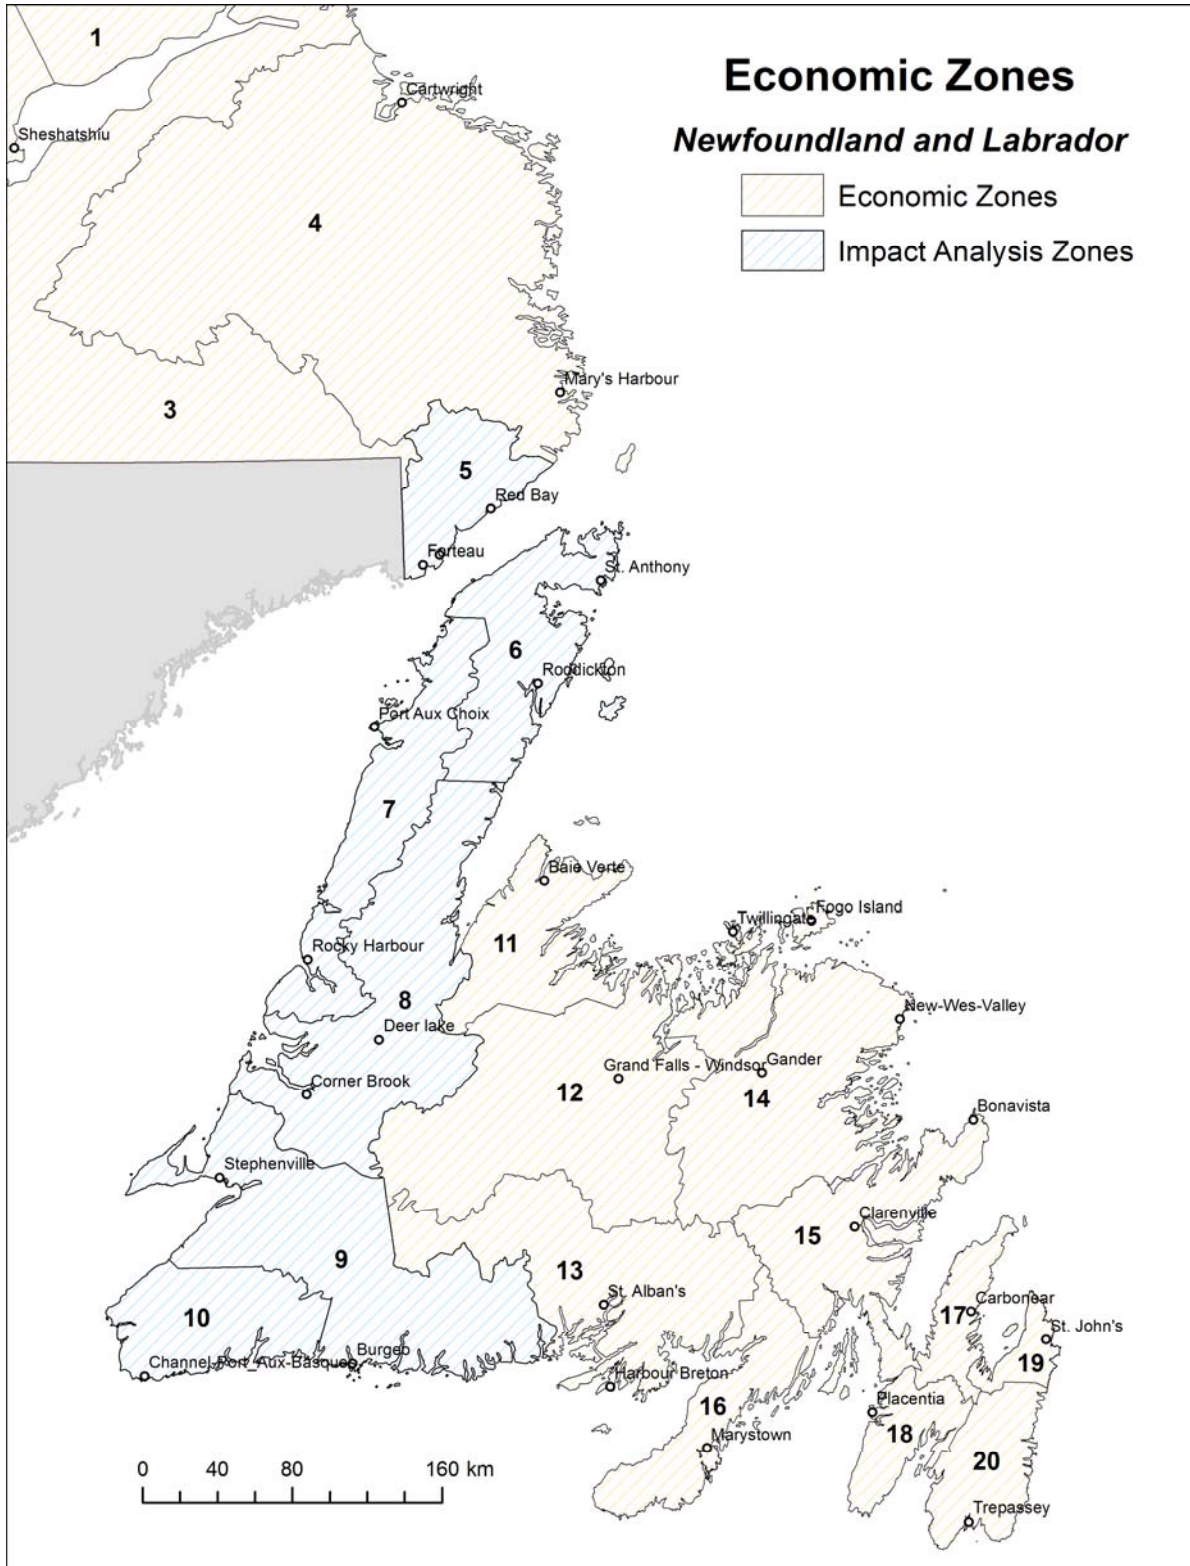 Economic Zones
Newfoundland and Labrador
Economic Zones
Impact Analysis Zones
1
Cartwright
Sheshatshiu
4
Mary's Harbour
3
5
Red Bay
Forteau
St. Anthony
6
Roddickton
Port Aux Choix
7
Baie Verte
Fogo Island
Twillingate
11
Rocky Harbour
8
New-Wes-Valley
Deer lake
Gander
Grand Falls - Windsor
Corner Brook
12
14
Bonavista
Stephenville
Clarenville
15
9
13
St. Alban's
Carbonear
17
10
St. John's
Burgeo
19
Channel-Port_Aux-Basques
Harbour Breton
Placentia
16
18
Marystown
20
0 40 80 160 km
Trepassey